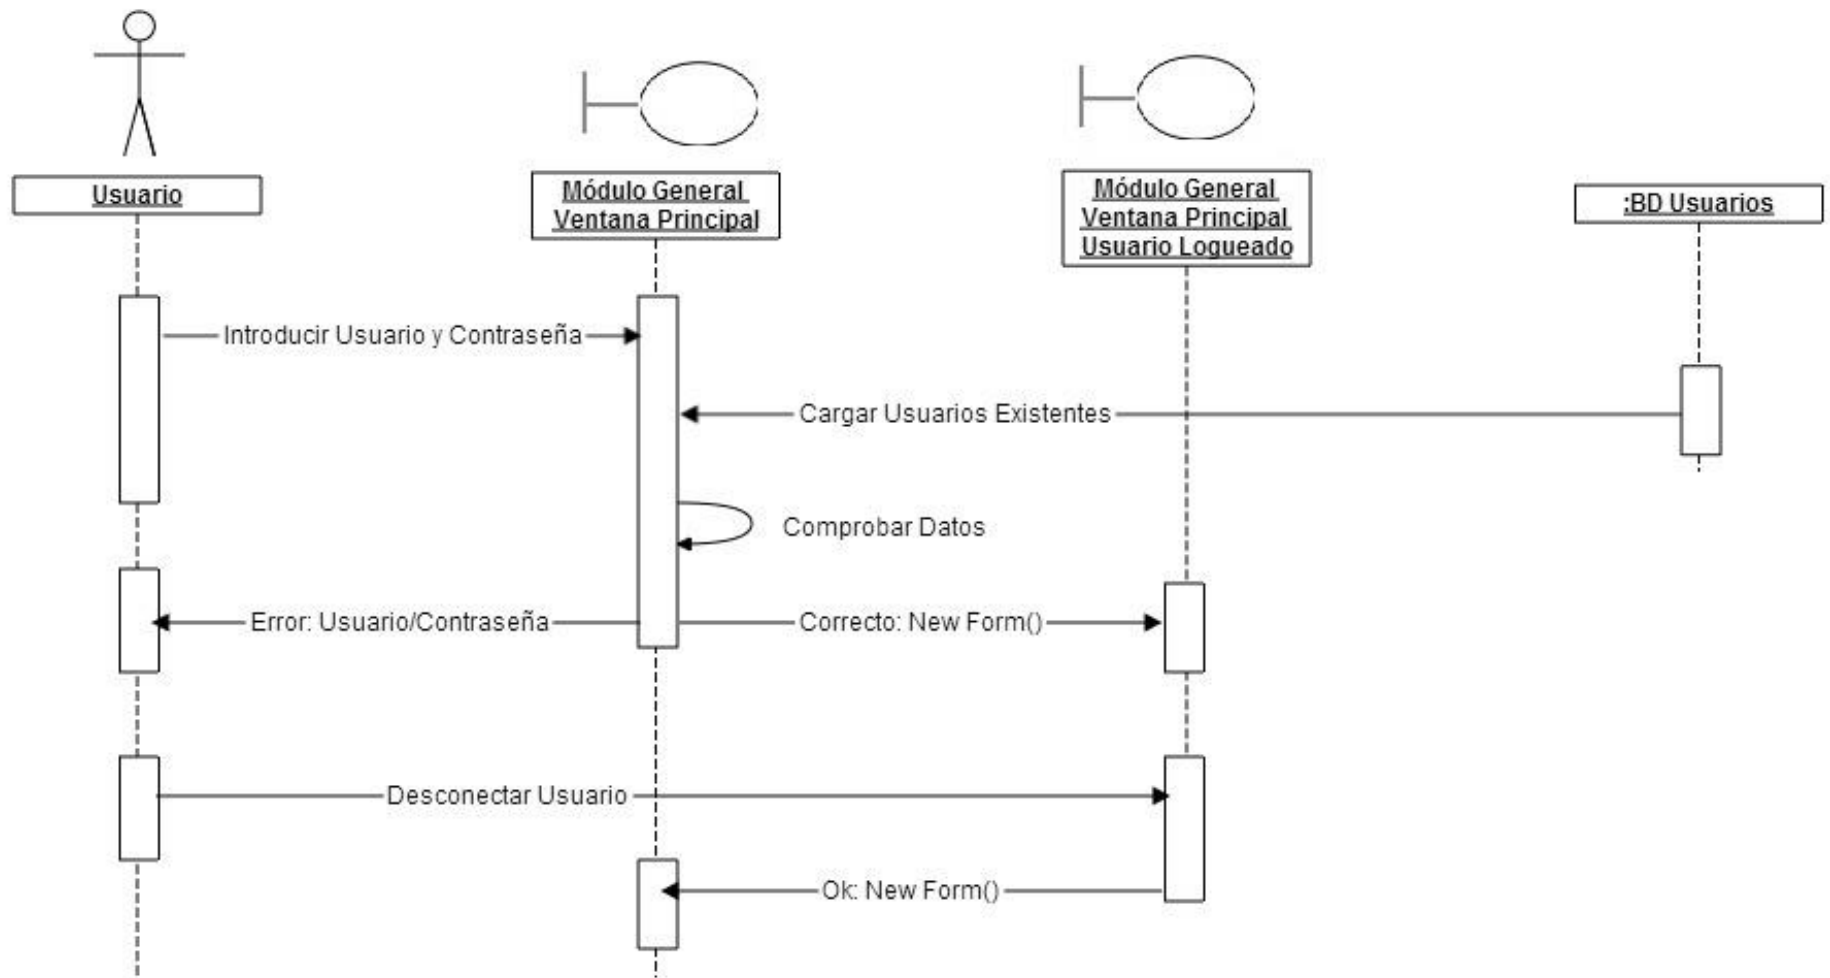 Usuario
Módulo General
Ventana Principal
Módulo General
Ventana Principal
Usuario Logueado
:BD Usuarios
Introducir Usuario y Contraseña
Cargar Usuarios Existentes
Comprobar Datos
Error: Usuario/Contraseña
Correcto: New Form()
Desconectar Usuario
Ok: New Form()